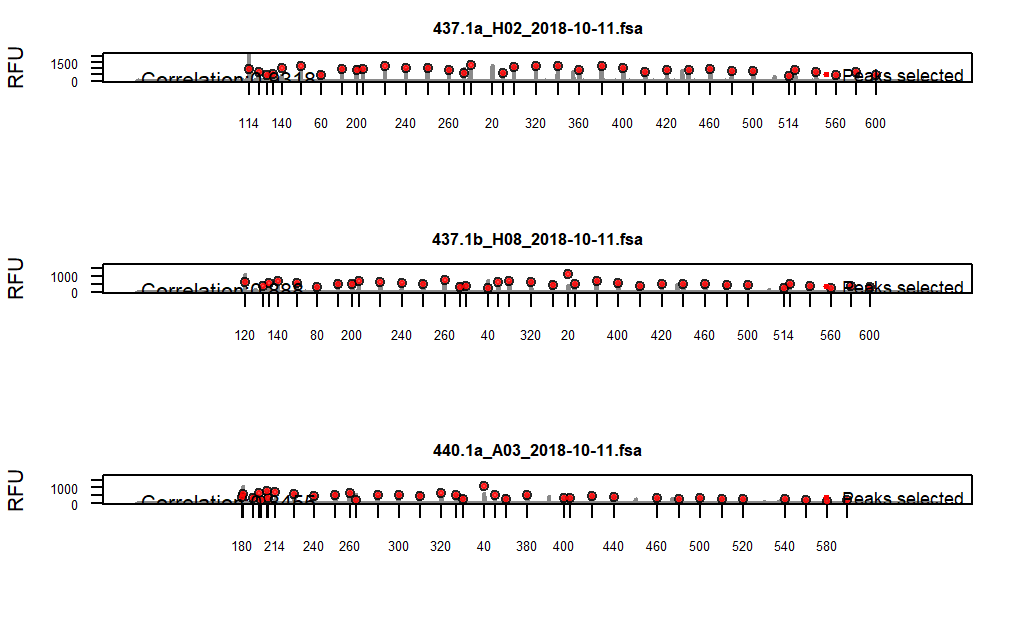 437.1a_H02_2018-10-11.fsa
RFU
1500
0
Peaks selected
114 140 60 200 240 260 20 320 360 400 420 460 500 514 560 600
437.1b_H08_2018-10-11.fsa
RFU
1000
0
Peaks selected
120 140 80 200 240 260 40 320 20 400 420 460 500 514 560 600
440.1a_A03_2018-10-11.fsa
RFU
1000
0
Peaks selected
180 214 240 260 300 320 40 380 400 440 460 500 520 540 580